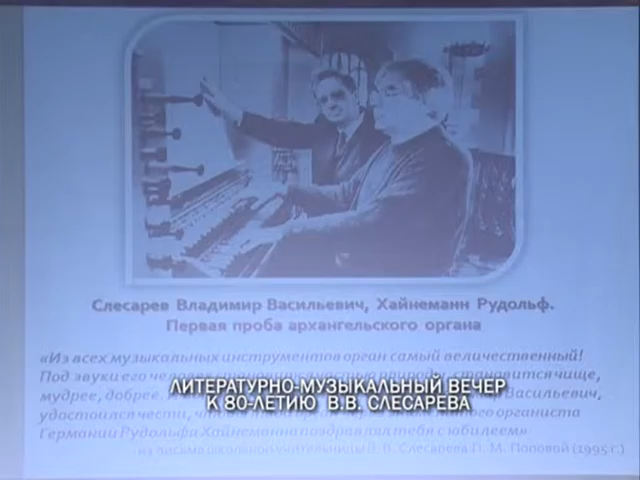 Слесарев Владимир Васильевич, Хайнеманн Рудольф.
Первая проба архангельского органа
«Из всех музыкальных инструментов орган самый величественный!
Под звуки его становится чище,
мудрее, добрее. Васильевич,
ЛИТЕРАТУРНО-МУЗЫКАЛЬНЫЙ ВЕЧЕР
К 80-ЛЕТИЮ В.В. СЛЕСАРЕВА
удостоился чести, органиста
Германии Рудольфа Хайнеманна поздравлял тебя с юбилеем»
- из письма школьной учительницы В. В. Слесарева П. М. Поповой (1995 г.)